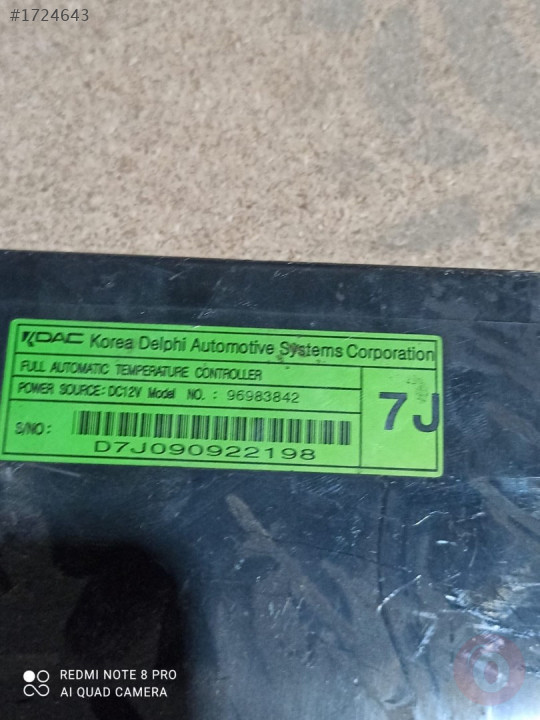 #1724643
KDAC Korea Delphi Automotive Systems Corporation
FULL AUTOMATIC TEMPERATURE CONTROLLER
POWER SOURCE: DC12V Model NO. : 96983842
7J
S/NO:
D7J090922198
REDMI NOTE 8 PRO
AI QUAD CAMERA